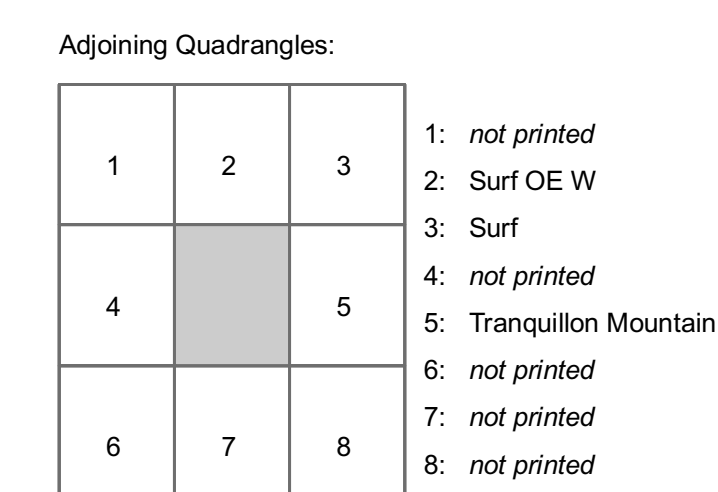 Adjoining Quadrangles:
1 2 3
4 5
6 7 8
1: not printed
2: Surf OE W
3: Surf
4: not printed
5: Tranquillon Mountain
6: not printed
7: not printed
8: not printed